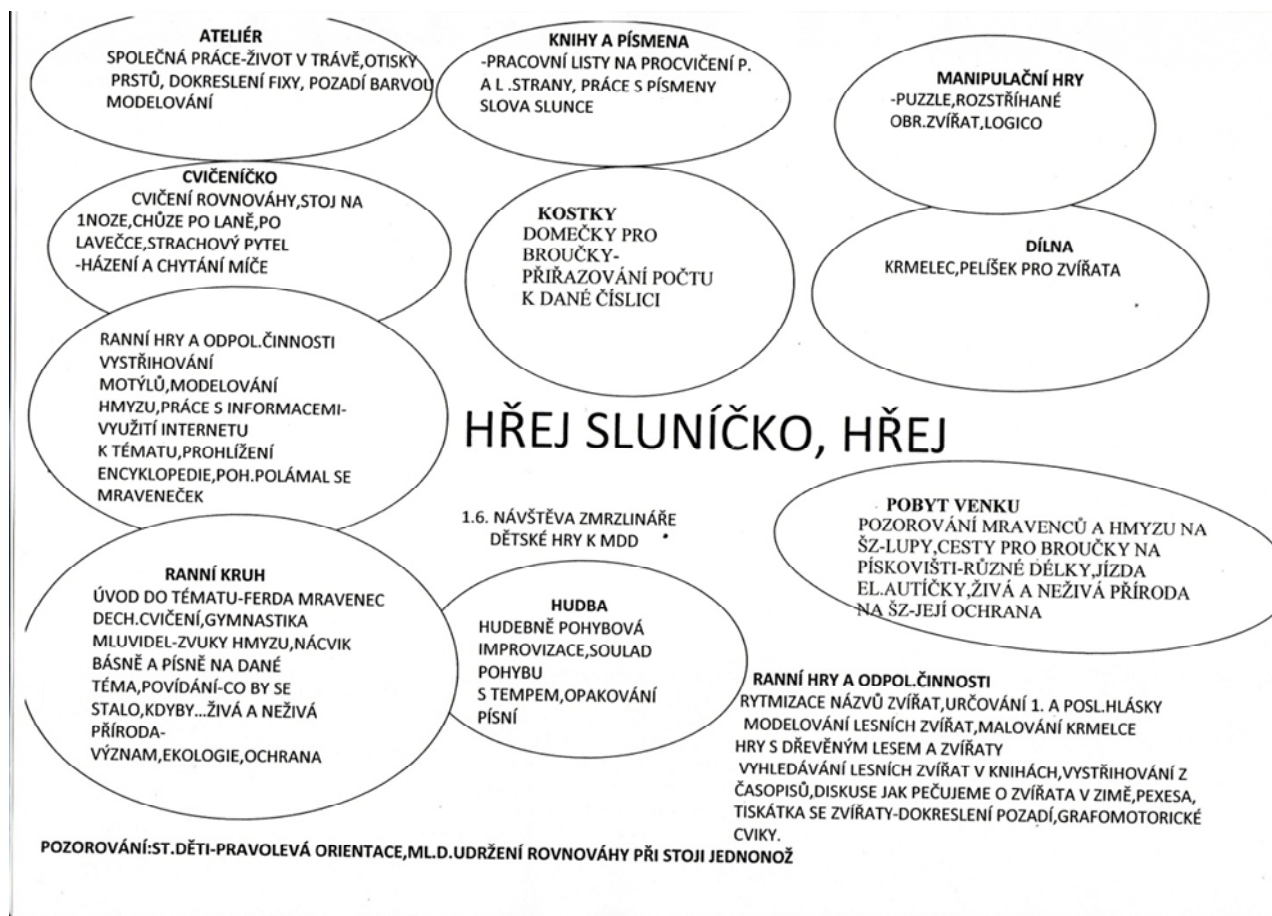 ATELIÉR
SPOLEČNÁ PRÁCE-ŽIVOT V TRÁVĚ,OTISKY
PRSTŮ, DOKRESLENÍ FIXY, POZADÍ BARVOU
MODELOVÁNÍ
KNIHY A PÍSMENA
-PRACOVNÍ LISTY NA PROCVIČENÍ P.
A L .STRANY, PRÁCE S PÍSMENY
SLOVA SLUNCE
MANIPULAČNÍ HRY
-PUZZLE,ROZSTŘÍHANÉ
OBR.ZVÍŘAT,LOGICO
CVIČENÍČKO
CVIČENÍ ROVNOVÁHY,STOJ NA
1NOZE,CHŮZE PO LANĚ,PO
LAVEČCE,STRACHOVÝ PYTEL
-HÁZENÍ A CHYTÁNÍ MÍČE
KOSTKY
DOMEČKY PRO
BROUČKY-
PŘIŘAZOVÁNÍ POČTU
K DANÉ ČÍSLICI
DÍLNA
KRMELEC,PELÍŠEK PRO ZVÍŘATA
RANNÍ HRY A ODPOL.ČINNOSTI
VYSTŘIHOVÁNÍ
MOTÝLŮ,MODELOVÁNÍ
HMYZU,PRÁCE S INFORMACEMI-
VYUŽITÍ INTERNETU
K TÉMATU,PROHLÍŽENÍ
ENCYKLOPEDIE,POH.POLÁMAL SE
MRAVENEČEK
HŘEJ SLUNÍČKO, HŘEJ
1.6. NÁVŠTĚVA ZMRZLINÁŘE
DĚTSKÉ HRY K MDD
POBYT VENKU
POZOROVÁNÍ MRAVENCŮ A HMYZU NA
ŠZ-LUPY,CESTY PRO BROUČKY NA
PÍSKOVIŠTI-RŮZNÉ DÉLKY,JÍZDA
EL.AUTÍČKY,ŽIVÁ A NEŽIVÁ PŘÍRODA
NA ŠZ-JEJÍ OCHRANA
RANNÍ KRUH
ÚVOD DO TÉMATU-FERDA MRAVENEC
DECH.CVIČENÍ,GYMNASTIKA
MLUVIDEL-ZVUKY HMYZU,NÁCVIK
BÁSNĚ A PÍSNĚ NA DANÉ
TÉMA,POVÍDÁNÍ-CO BY SE
STALO,KDYBY...ŽIVÁ A NEŽIVÁ
PŘÍRODA-
VÝZNAM,EKOLOGIE,OCHRANA
HUDBA
HUDEBNĚ POHYBOVÁ
IMPROVIZACE,SOULAD
POHYBU
S TEMPEM,OPAKOVÁNÍ
PÍSNÍ
RANNÍ HRY A ODPOL.ČINNOSTI
RYTMIZACE NÁZVŮ ZVÍŘAT,URČOVÁNÍ 1. A POSL.HLÁSKY
MODELOVÁNÍ LESNÍCH ZVÍŘAT,MALOVÁNÍ KRMELCE
HRY S DŘEVĚNÝM LESEM A ZVÍŘATY
VYHLEDÁVÁNÍ LESNÍCH ZVÍŘAT V KNIHÁCH,VYSTŘIHOVÁNÍ Z
ČASOPISŮ,DISKUSE JAK PEČUJEME O ZVÍŘATA V ZIMĚ,PEXESA,
TISKÁTKA SE ZVÍŘATY-DOKRESLENÍ POZADÍ,GRAFOMOTORICKÉ
CVIKY.
POZOROVÁNÍ:ST.DĚTI-PRAVOLEVÁ ORIENTACE,ML.D.UDRŽENÍ ROVNOVÁHY PŘI STOJI JEDNONOŽ